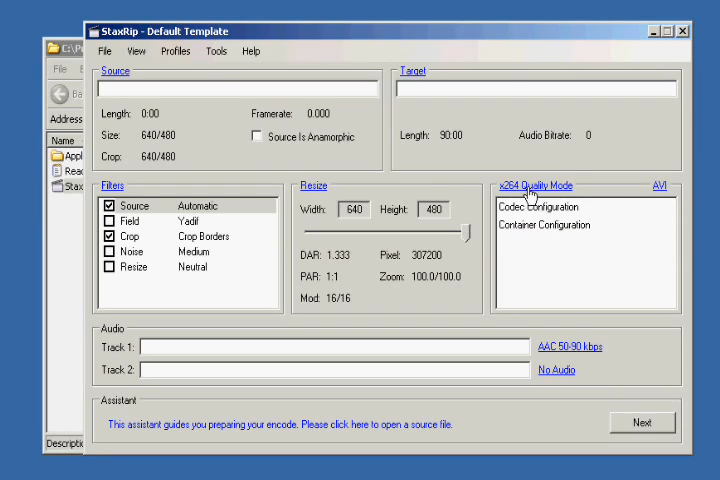 StaxRip - Default Template
File View Profiles Tools Help
C:\P
File E
Ba
Address
Name
Appl
Read
Stax
Descripti
Source
Length: 0:00 Framerate: 0.000
Size: 640/480 Source Is Anamorphic
Crop: 640/480
Target
Length: 90:00 Audio Bitrate: 0
Filters
Source Automatic
Field Yadif
Crop Crop Borders
Noise Medium
Resize Neutral
Resize
Width: 640 Height: 480
DAR: 1.333 Pixel: 307200
PAR: 1:1 Zoom: 100.0/100.0
Mod: 16/16
x264 Quality Mode AVI
Codec Configuration
Container Configuration
Audio
Track 1: AAC 50-90 kbps
Track 2: No Audio
Assistant
This assistant guides you preparing your encode. Please click here to open a source file.
Next